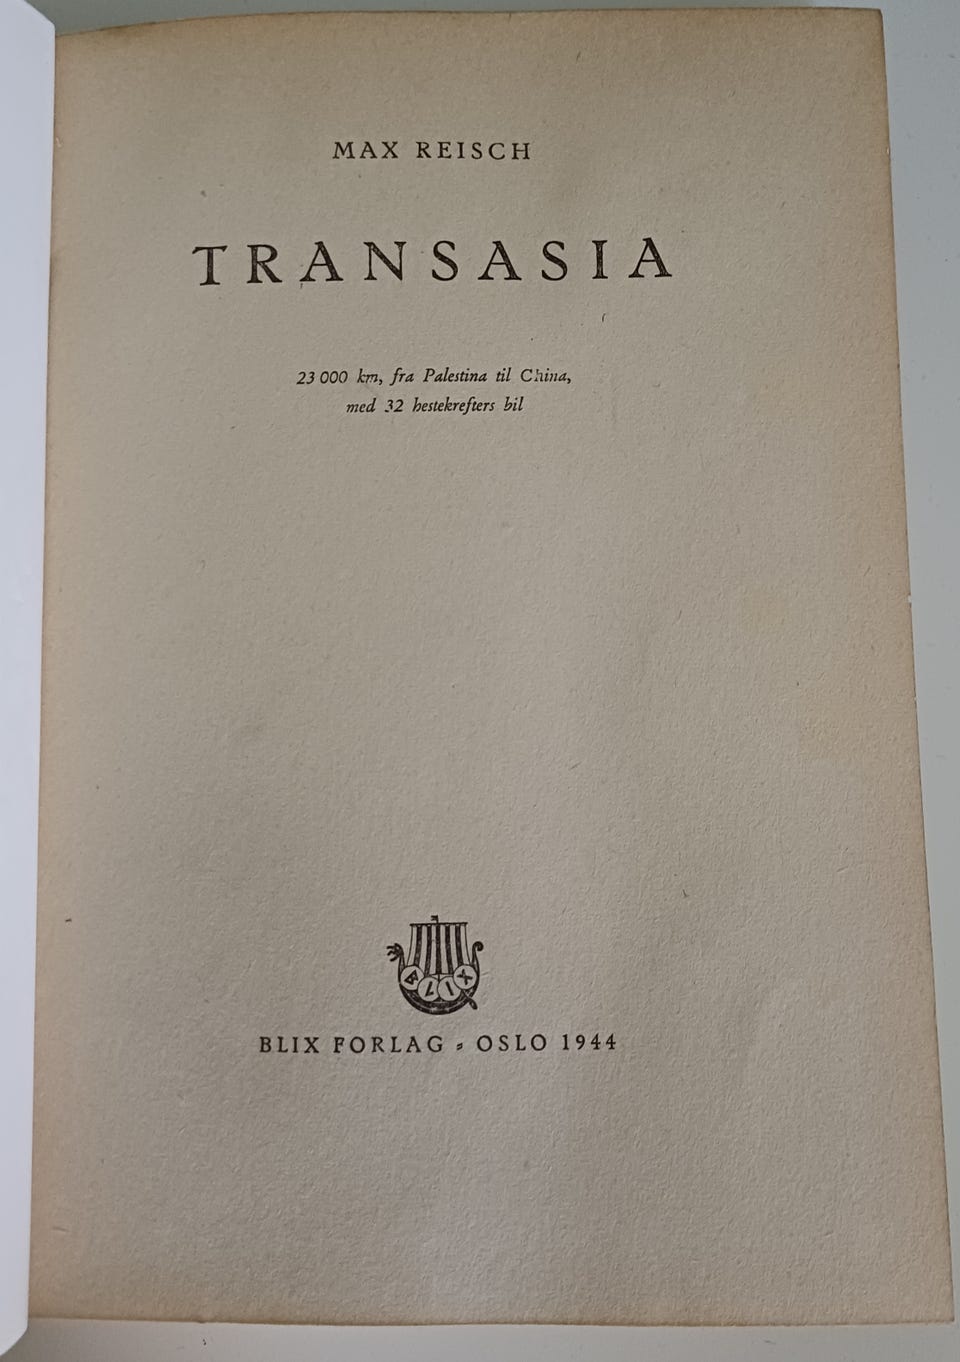 MAX REISCH
TRANSASIA
23 000 km, fra Palestina til China,
med 32 hestekrefters bil
BLIX
BLIX FORLAG - OSLO 1944